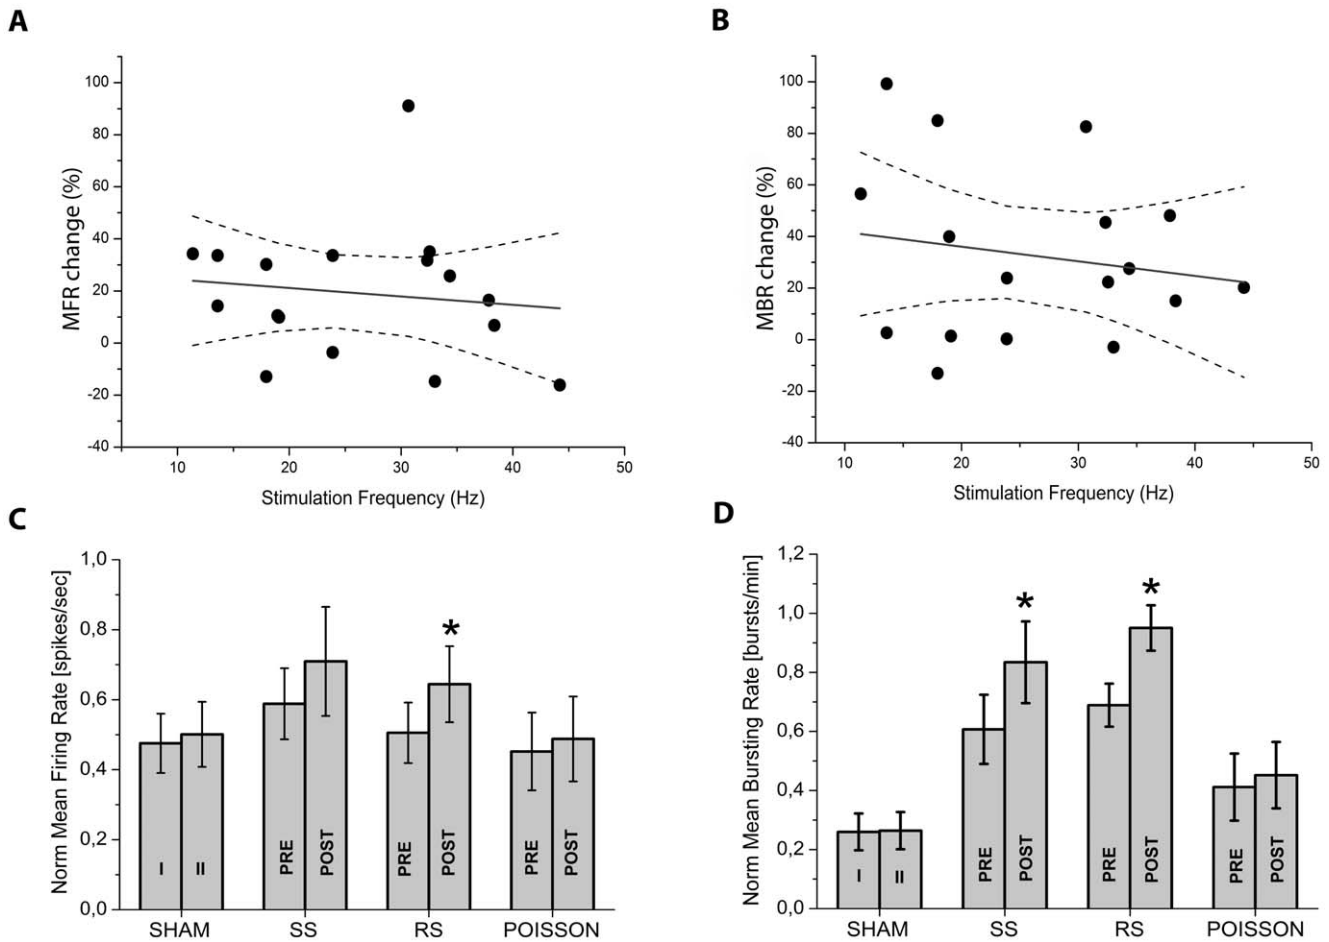 A
MFR change (%)
100
80
60
40
20
0
-20
-40
10
20
30
40
50
Stimulation Frequency (Hz)
B
MBR change (%)
100
80
60
40
20
0
-20
-40
10
20
30
40
50
Stimulation Frequency (Hz)
C
Norm Mean Firing Rate [spikes/sec]
1,0
0,8
0,6
0,4
0,2
0,0
*
I
II
PRE
POST
PRE
POST
PRE
POST
SHAM
SS
RS
POISSON
D
Norm Mean Bursting Rate [bursts/min]
1,2
1,0
0,8
0,6
0,4
0,2
0,0
*
*
I
II
PRE
POST
PRE
POST
PRE
POST
SHAM
SS
RS
POISSON